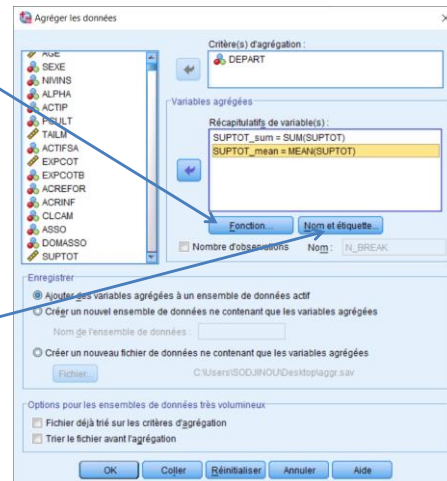 Agréger les données
AGE
SEXE
NIVINS
ALPHA
ACTIP
PSULT
TAILM
ACTIFSA
EXPCOT
EXPCOTB
ACREFOR
ACRINF
CLCAM
ASSO
DOMASSO
SUPTOT
Critère(s) d'agrégation :
DEPART
Variables agrégées
Récapitulatifs de variable(s) :
SUPTOT_sum = SUM(SUPTOT)
SUPTOT_mean = MEAN(SUPTOT)
Fonction... Nom et étiquette...
Nombre d'observations Nom : N_BREAK
Enregistrer
Ajouter des variables agrégées à un ensemble de données actif
Créer un nouvel ensemble de données ne contenant que les variables agrégées
Nom de l'ensemble de données :
Créer un nouveau fichier de données ne contenant que les variables agrégées
Fichier... C:\Users\SODJINOU\Desktop\aggr.sav
Options pour les ensembles de données très volumineux
Fichier déjà trié sur les critères d'agrégation
Trier le fichier avant l'agrégation
OK Coller Réinitialiser Annuler Aide